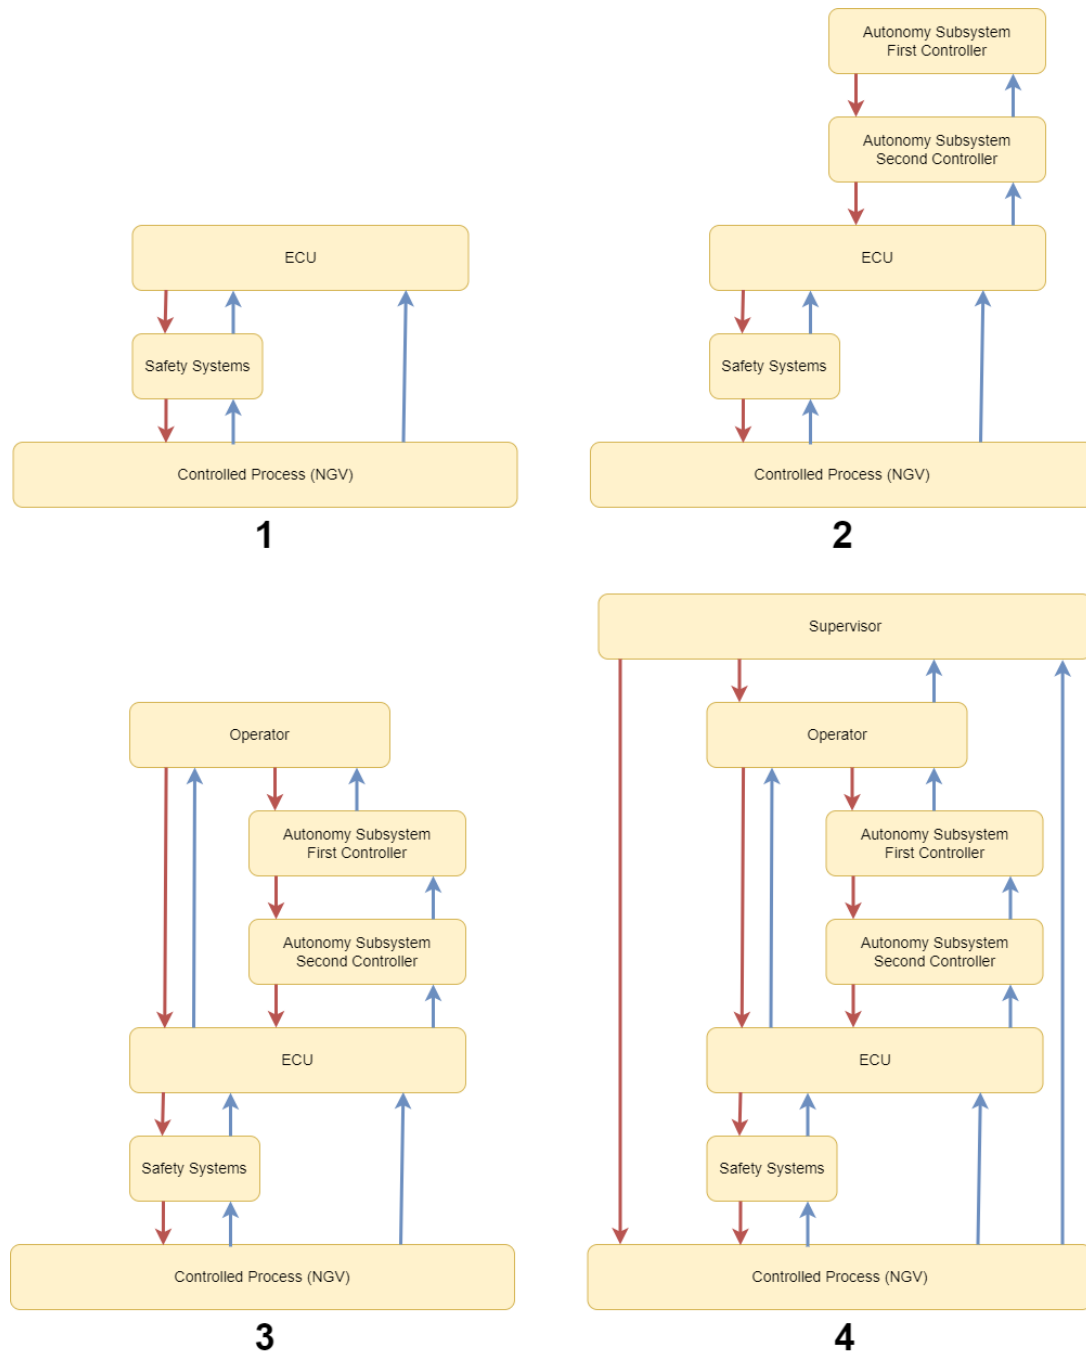 ECU
Safety Systems
Controlled Process (NGV)
1
Autonomy Subsystem
First Controller
Autonomy Subsystem
Second Controller
ECU
Safety Systems
Controlled Process (NGV)
2
Operator
Autonomy Subsystem
First Controller
Autonomy Subsystem
Second Controller
ECU
Safety Systems
Controlled Process (NGV)
3
Supervisor
Operator
Autonomy Subsystem
First Controller
Autonomy Subsystem
Second Controller
ECU
Safety Systems
Controlled Process (NGV)
4